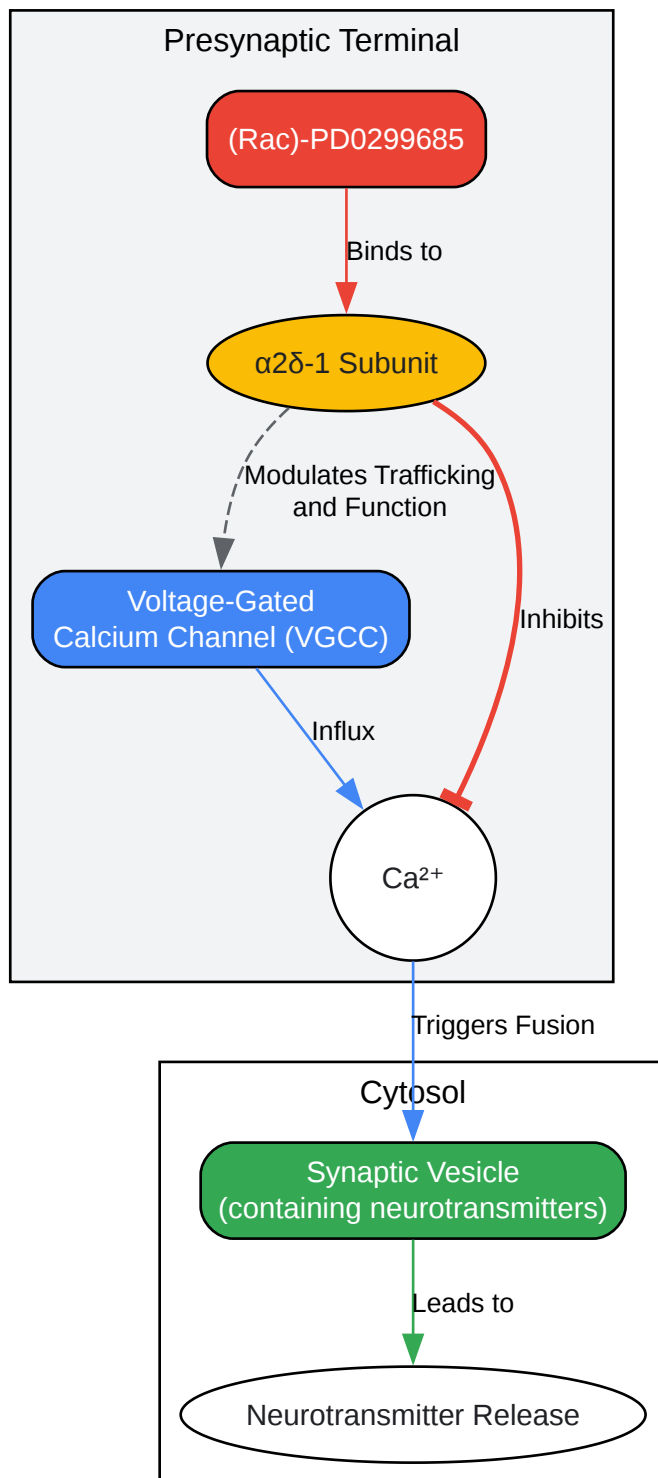 Presynaptic Terminal
(Rac)-PD0299685
Binds to
α2δ-1 Subunit
Modulates Trafficking
and Function
Voltage-Gated
Calcium Channel (VGCC)
Inhibits
Influx
Ca²⁺
Triggers Fusion
Cytosol
Synaptic Vesicle
(containing neurotransmitters)
Leads to
Neurotransmitter Release